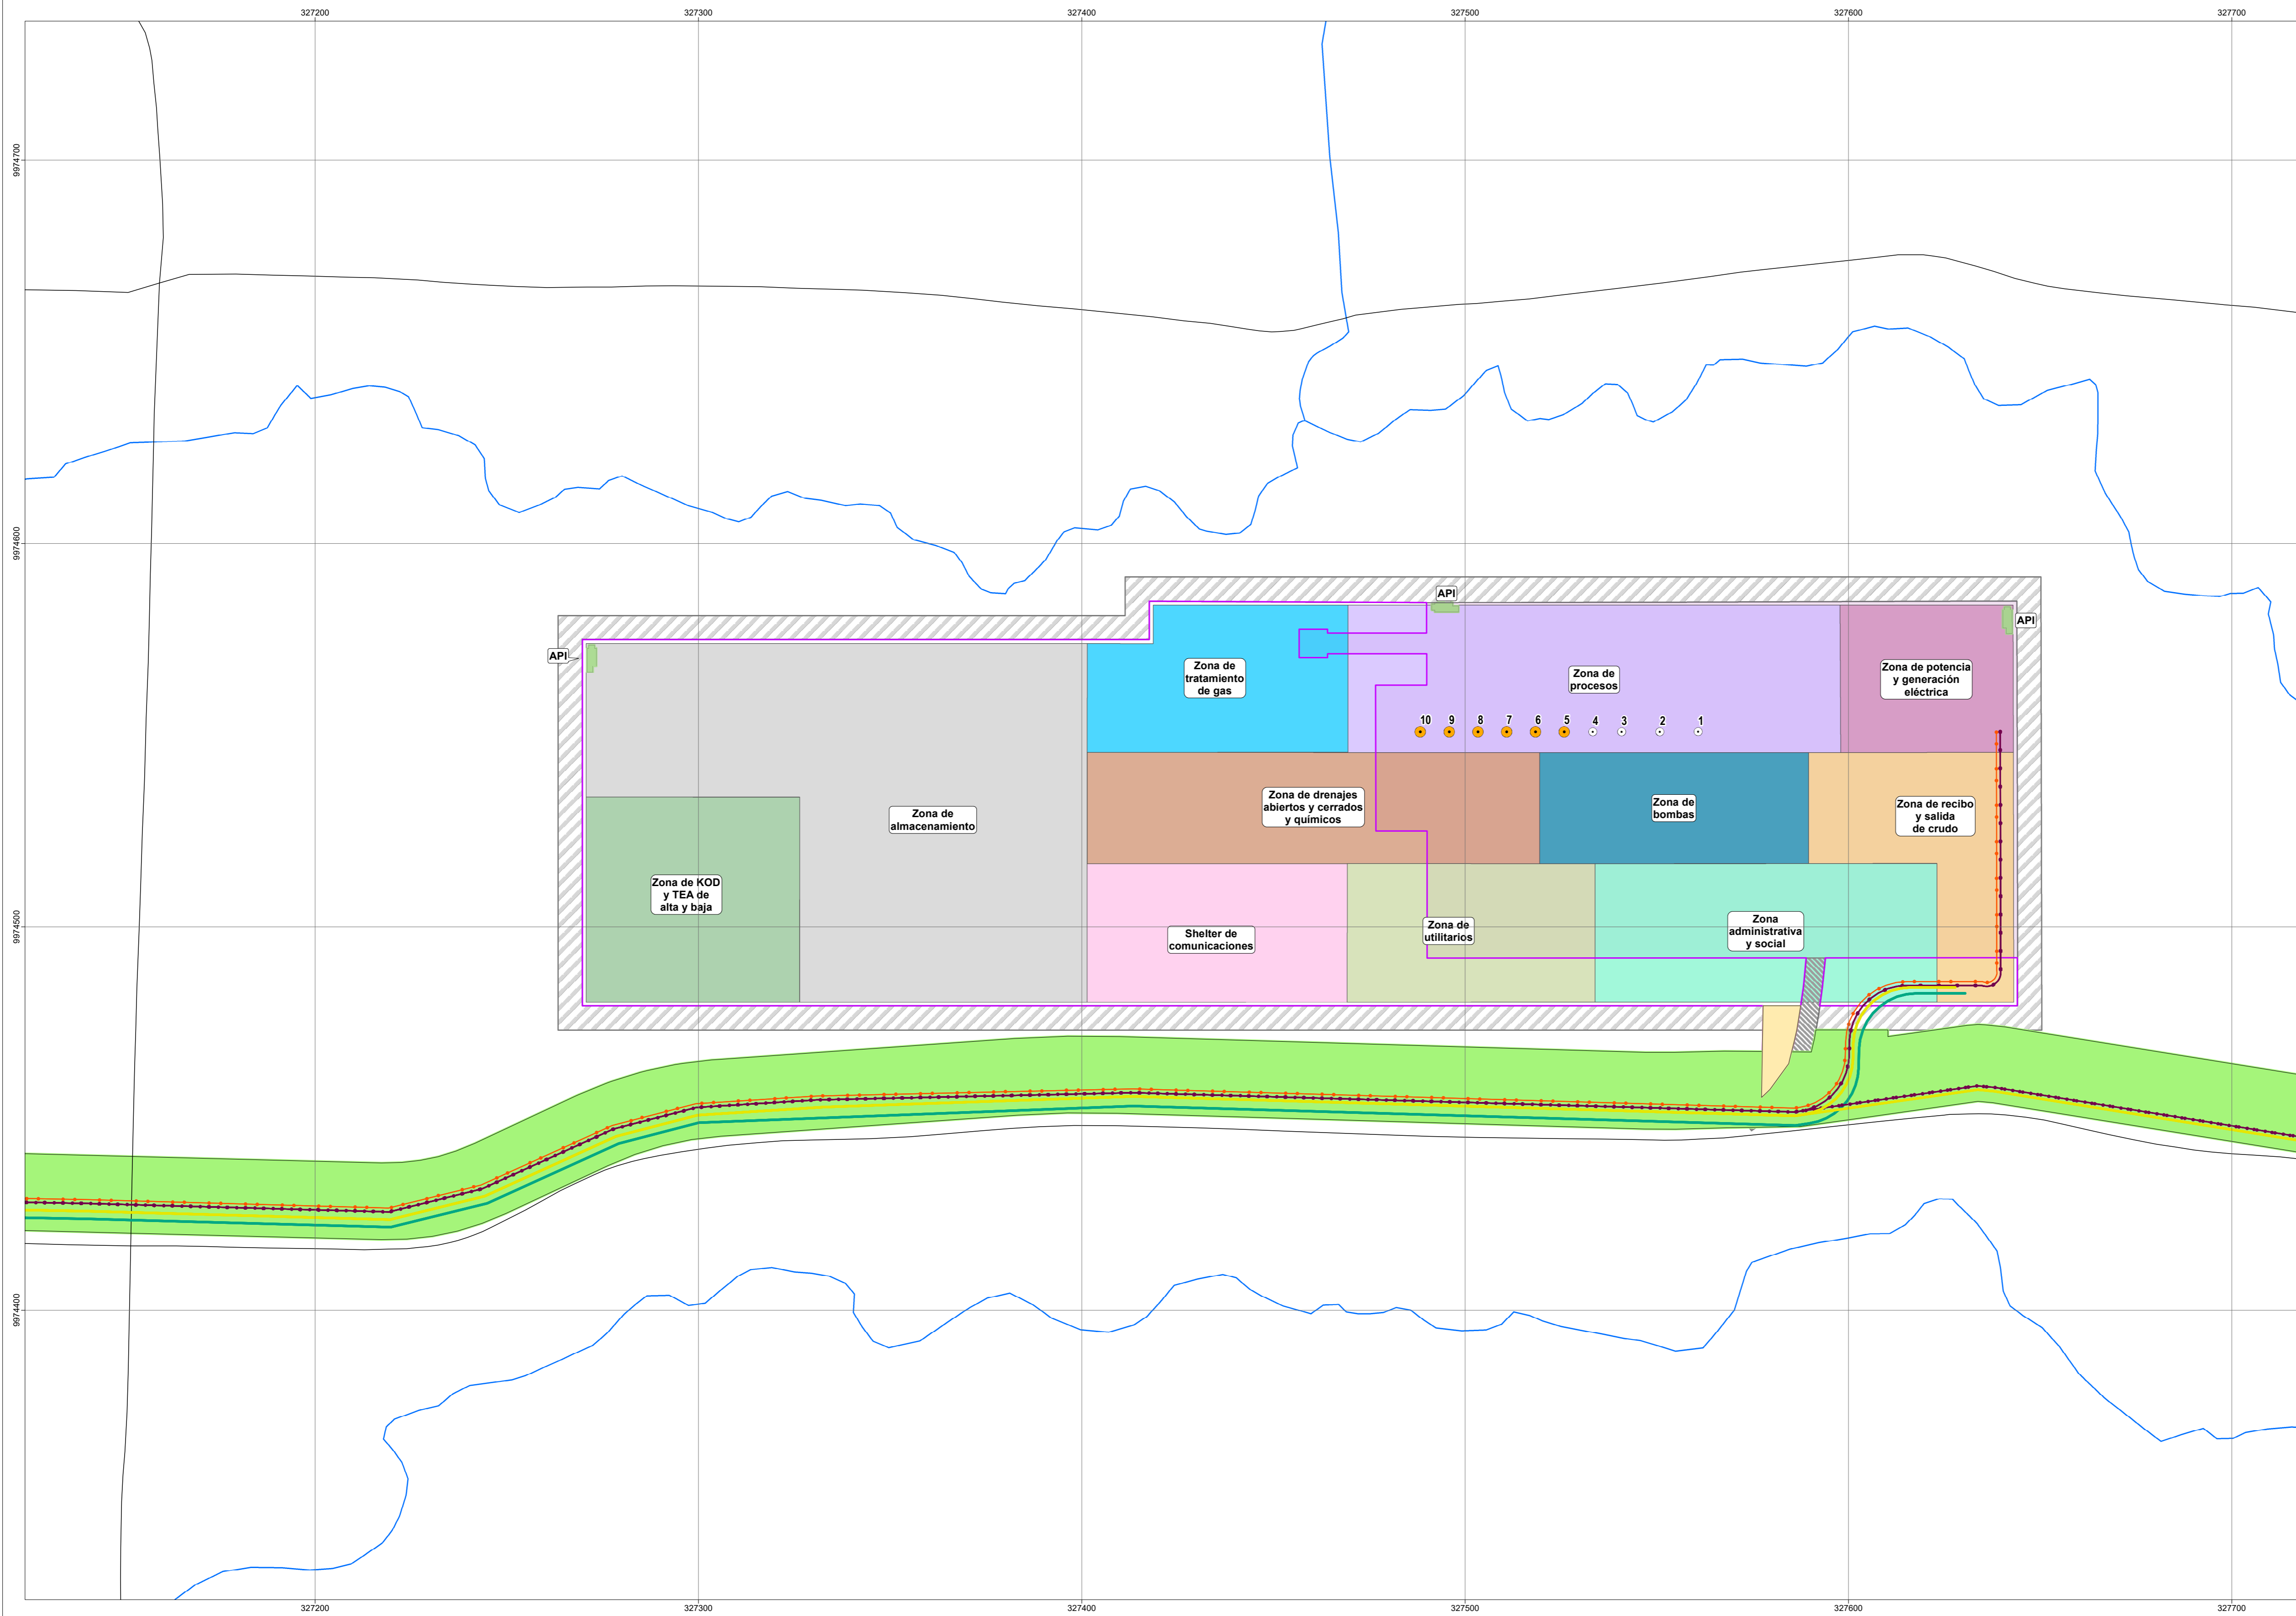 327200
327300
327400
327500
327600
327700
9974700
9974600
9974500
9974400
API
API
API
Zona de
tratamiento
de gas
Zona de
procesos
Zona de potencia
y generación
eléctrica
10
9
8
7
6
5
4
3
2
1
Zona de
almacenamiento
Zona de drenajes
abiertos y cerrados
y químicos
Zona de
bombas
Zona de recibo
y salida
de crudo
Zona de KOD
y TEA de
alta y baja
Shelter de
comunicaciones
Zona de
utilitarios
Zona
administrativa
y social
327200
327300
327400
327500
327600
327700